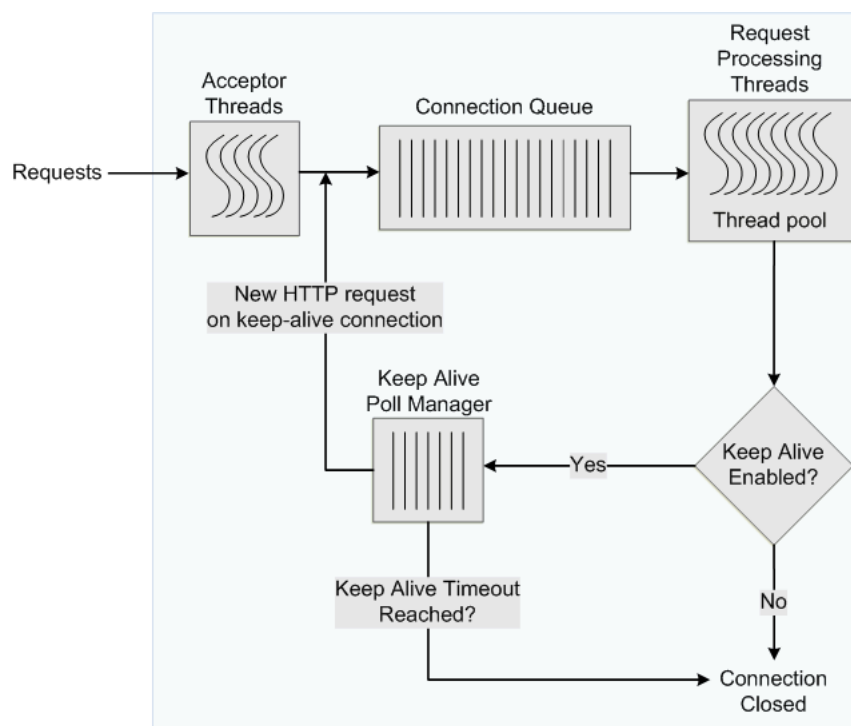 Request
Processing
Threads
Acceptor
Threads
Connection Queue
Requests
Thread pool
New HTTP request
on keep-alive connection
Keep Alive
Poll Manager
Keep Alive
Enabled?
Yes
Keep Alive Timeout
Reached?
No
Connection
Closed